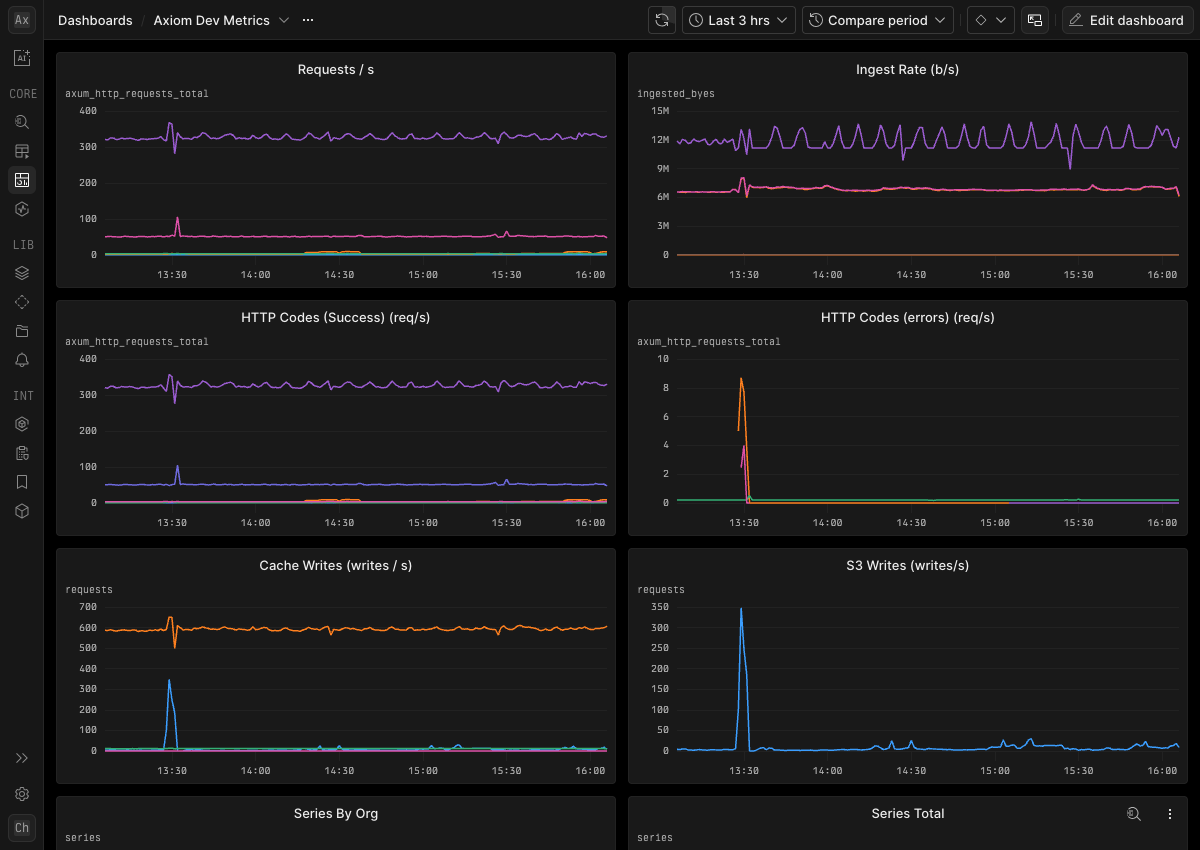 Ax Dashboards / Axiom Dev Metrics ... Last 3 hrs Compare period Edit dashboard
AI
CORE
LIB
INT
Ch
Requests / s
axum_http_requests_total
400
300
200
100
0
13:30 14:00 14:30 15:00 15:30 16:00
Ingest Rate (b/s)
ingested_byes
15M
12M
9M
6M
3M
0
13:30 14:00 14:30 15:00 15:30 16:00
HTTP Codes (Success) (req/s)
axum_http_requests_total
400
300
200
100
0
13:30 14:00 14:30 15:00 15:30 16:00
HTTP Codes (errors) (req/s)
axum_http_requests_total
10
8
6
4
2
0
13:30 14:00 14:30 15:00 15:30 16:00
Cache Writes (writes / s)
requests
700
600
500
400
300
200
100
0
13:30 14:00 14:30 15:00 15:30 16:00
S3 Writes (writes/s)
requests
350
300
250
200
150
100
50
0
13:30 14:00 14:30 15:00 15:30 16:00
Series By Org
series
Series Total
series